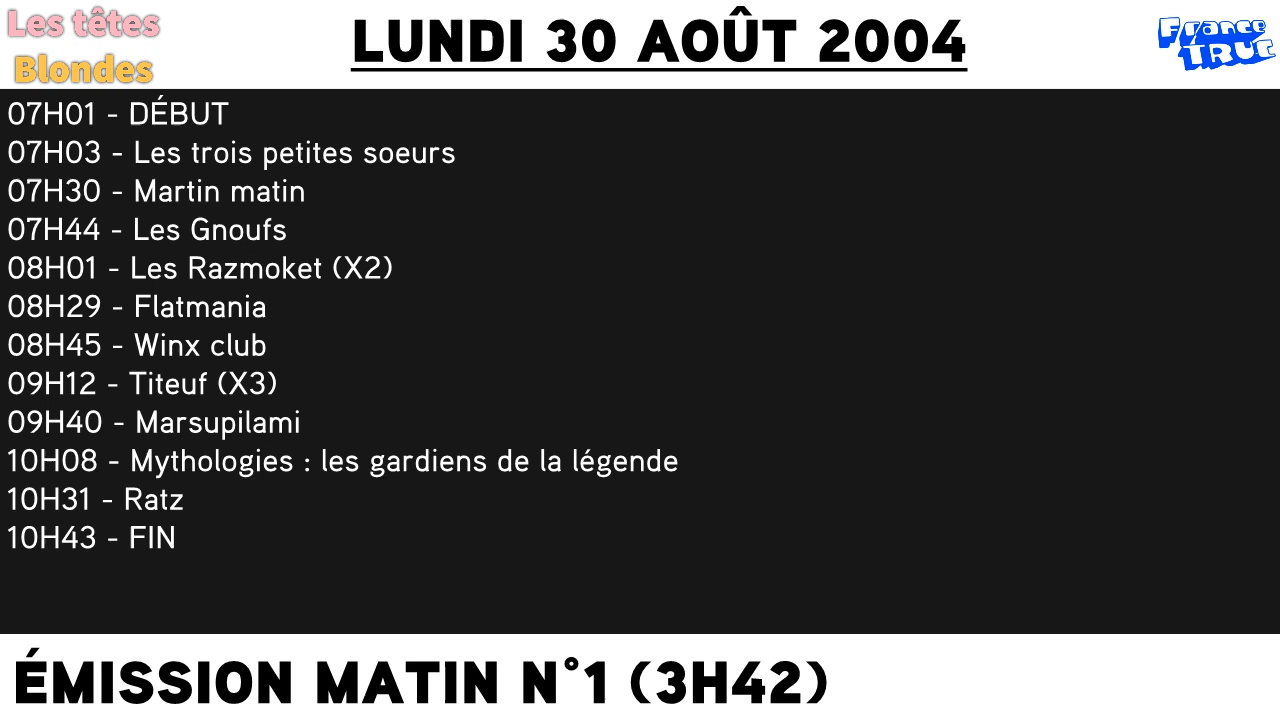 Les têtes
Blondes
LUNDI 30 AOÛT 2004
France
TRUC
07H01 - DÉBUT
07H03 - Les trois petites soeurs
07H30 - Martin matin
07H44 - Les Gnoufs
08H01 - Les Razmoket (X2)
08H29 - Flatmania
08H45 - Winx club
09H12 - Titeuf (X3)
09H40 - Marsupilami
10H08 - Mythologies : les gardiens de la légende
10H31 - Ratz
10H43 - FIN
ÉMISSION MATIN N°1 (3H42)